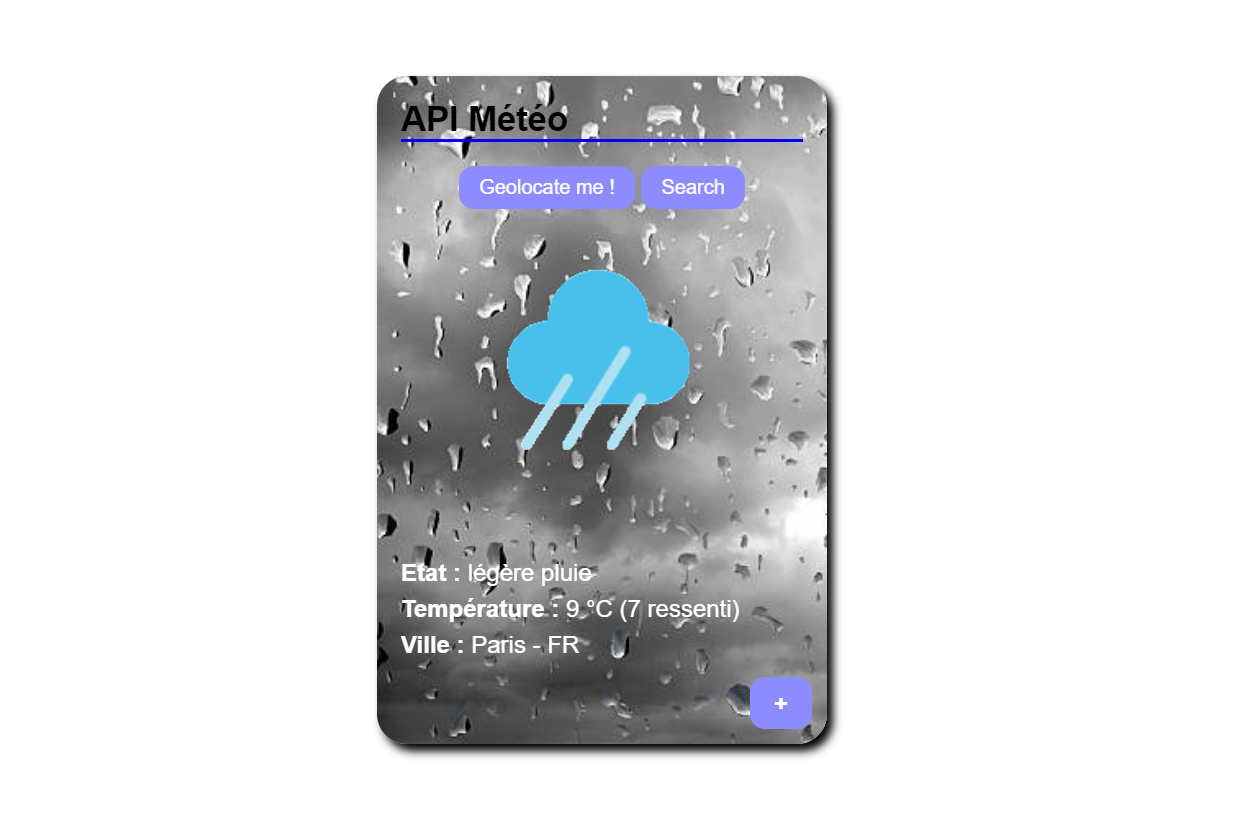 API Météo
Geolocate me ! Search
Etat : légère pluie
Température : 9 °C (7 ressenti)
Ville : Paris - FR
+